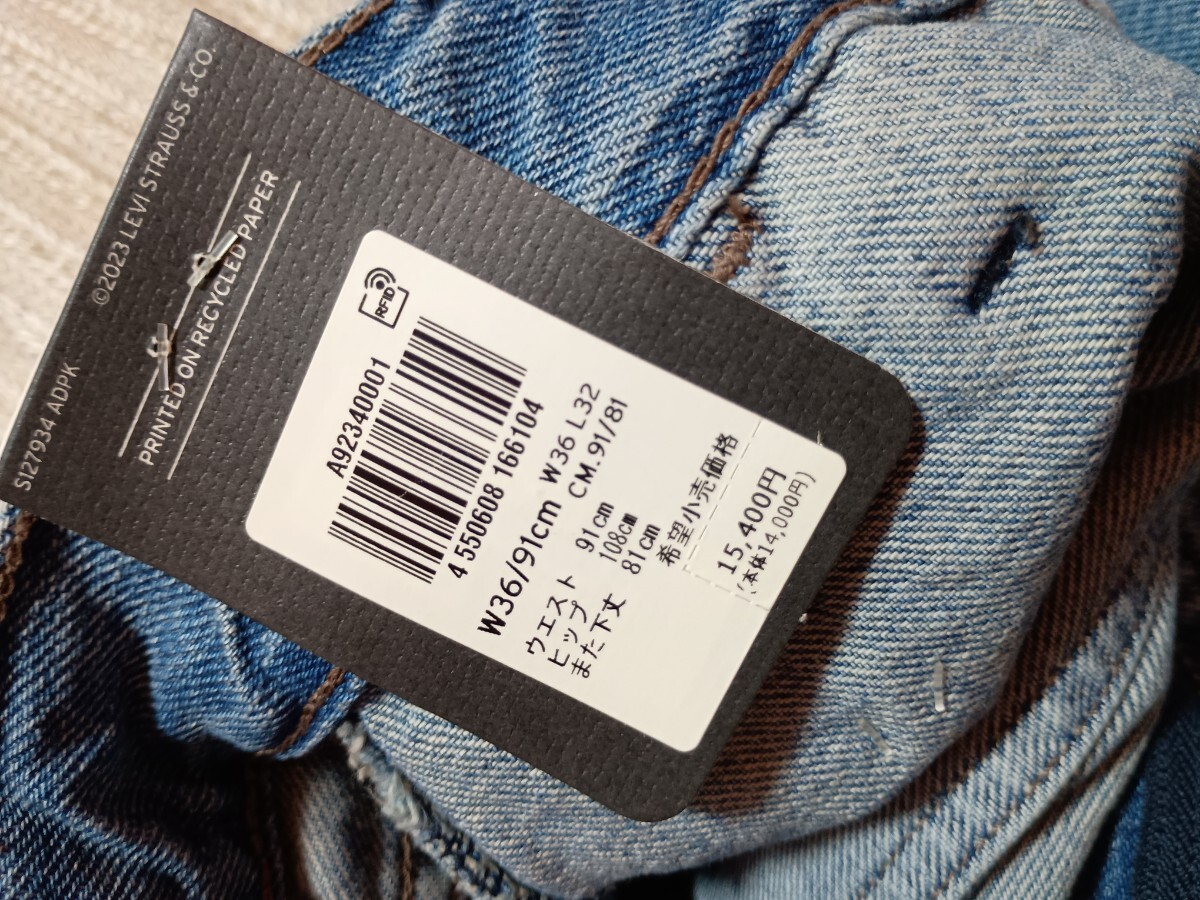 ©2023 LEVI STRAUSS & CO.
S127934 ADPK
PRINTED ON RECYCLED PAPER
RFID
A92340001
4 550608 166104
W36/91cm W36 L32
CM.91/81
ウエスト 91cm
ヒップ 108cm
また下丈 81cm
希望小売価格
15,400円
(本体14,000円)